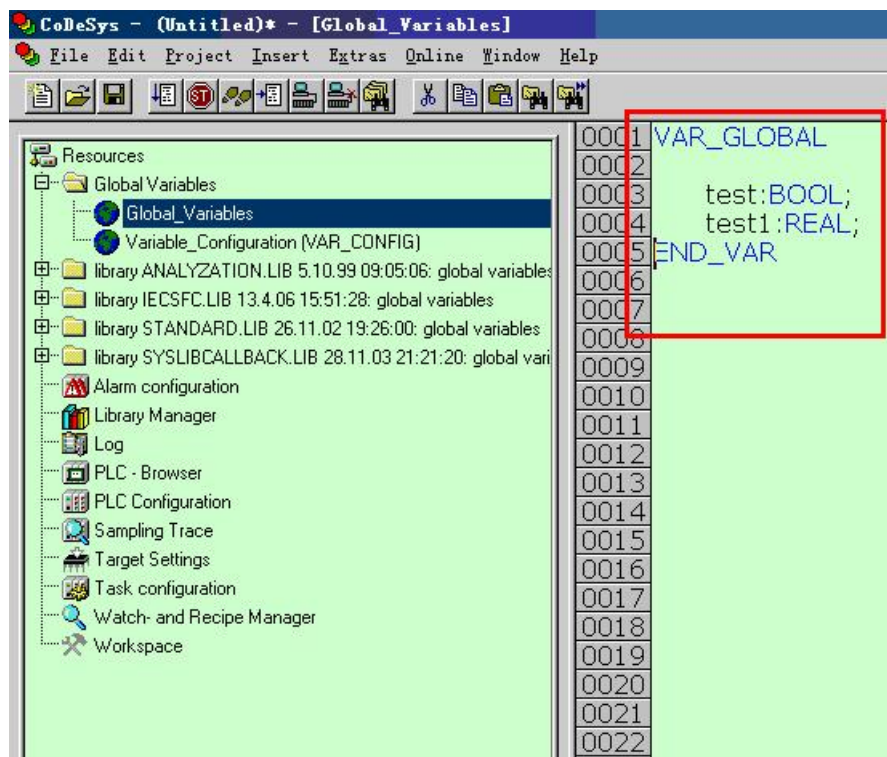 CoDeSys - (Untitled)* - [Global_Variables]
File Edit Project Insert Extras Online Window Help
Resources
Global Variables
Global_Variables
Variable_Configuration (VAR_CONFIG)
library ANALYZATION.LIB 5.10.99 09:05:06: global variables
library IECSFC.LIB 13.4.06 15:51:28: global variables
library STANDARD.LIB 26.11.02 19:26:00: global variables
library SYSLIBCALLBACK.LIB 28.11.03 21:21:20: global vari
Alarm configuration
Library Manager
Log
PLC - Browser
PLC Configuration
Sampling Trace
Target Settings
Task configuration
Watch- and Recipe Manager
Workspace
0001 VAR_GLOBAL
0002
0003 test:BOOL;
0004 test1:REAL;
0005 END_VAR
0006
0007
0008
0009
0010
0011
0012
0013
0014
0015
0016
0017
0018
0019
0020
0021
0022